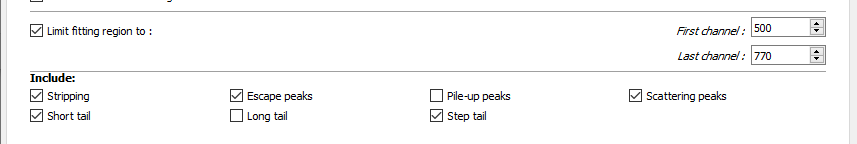 Limit fitting region to : First channel : 500
Last channel : 770
Include:
Stripping Escape peaks Pile-up peaks Scattering peaks
Short tail Long tail Step tail